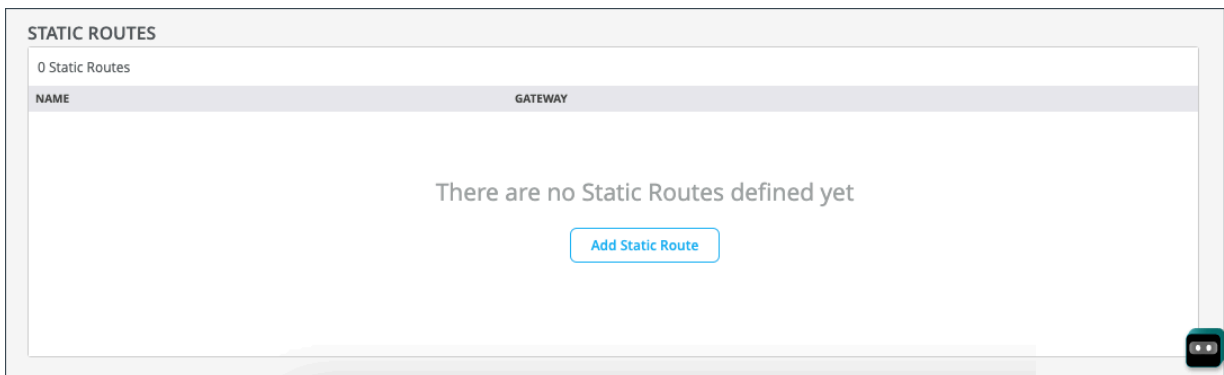 STATIC ROUTES
0 Static Routes
NAME GATEWAY
There are no Static Routes defined yet
Add Static Route